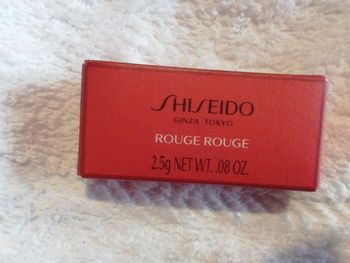 SHISEIDO
GINZA TOKYO
ROUGE ROUGE
2.5g NET WT. .08 OZ.